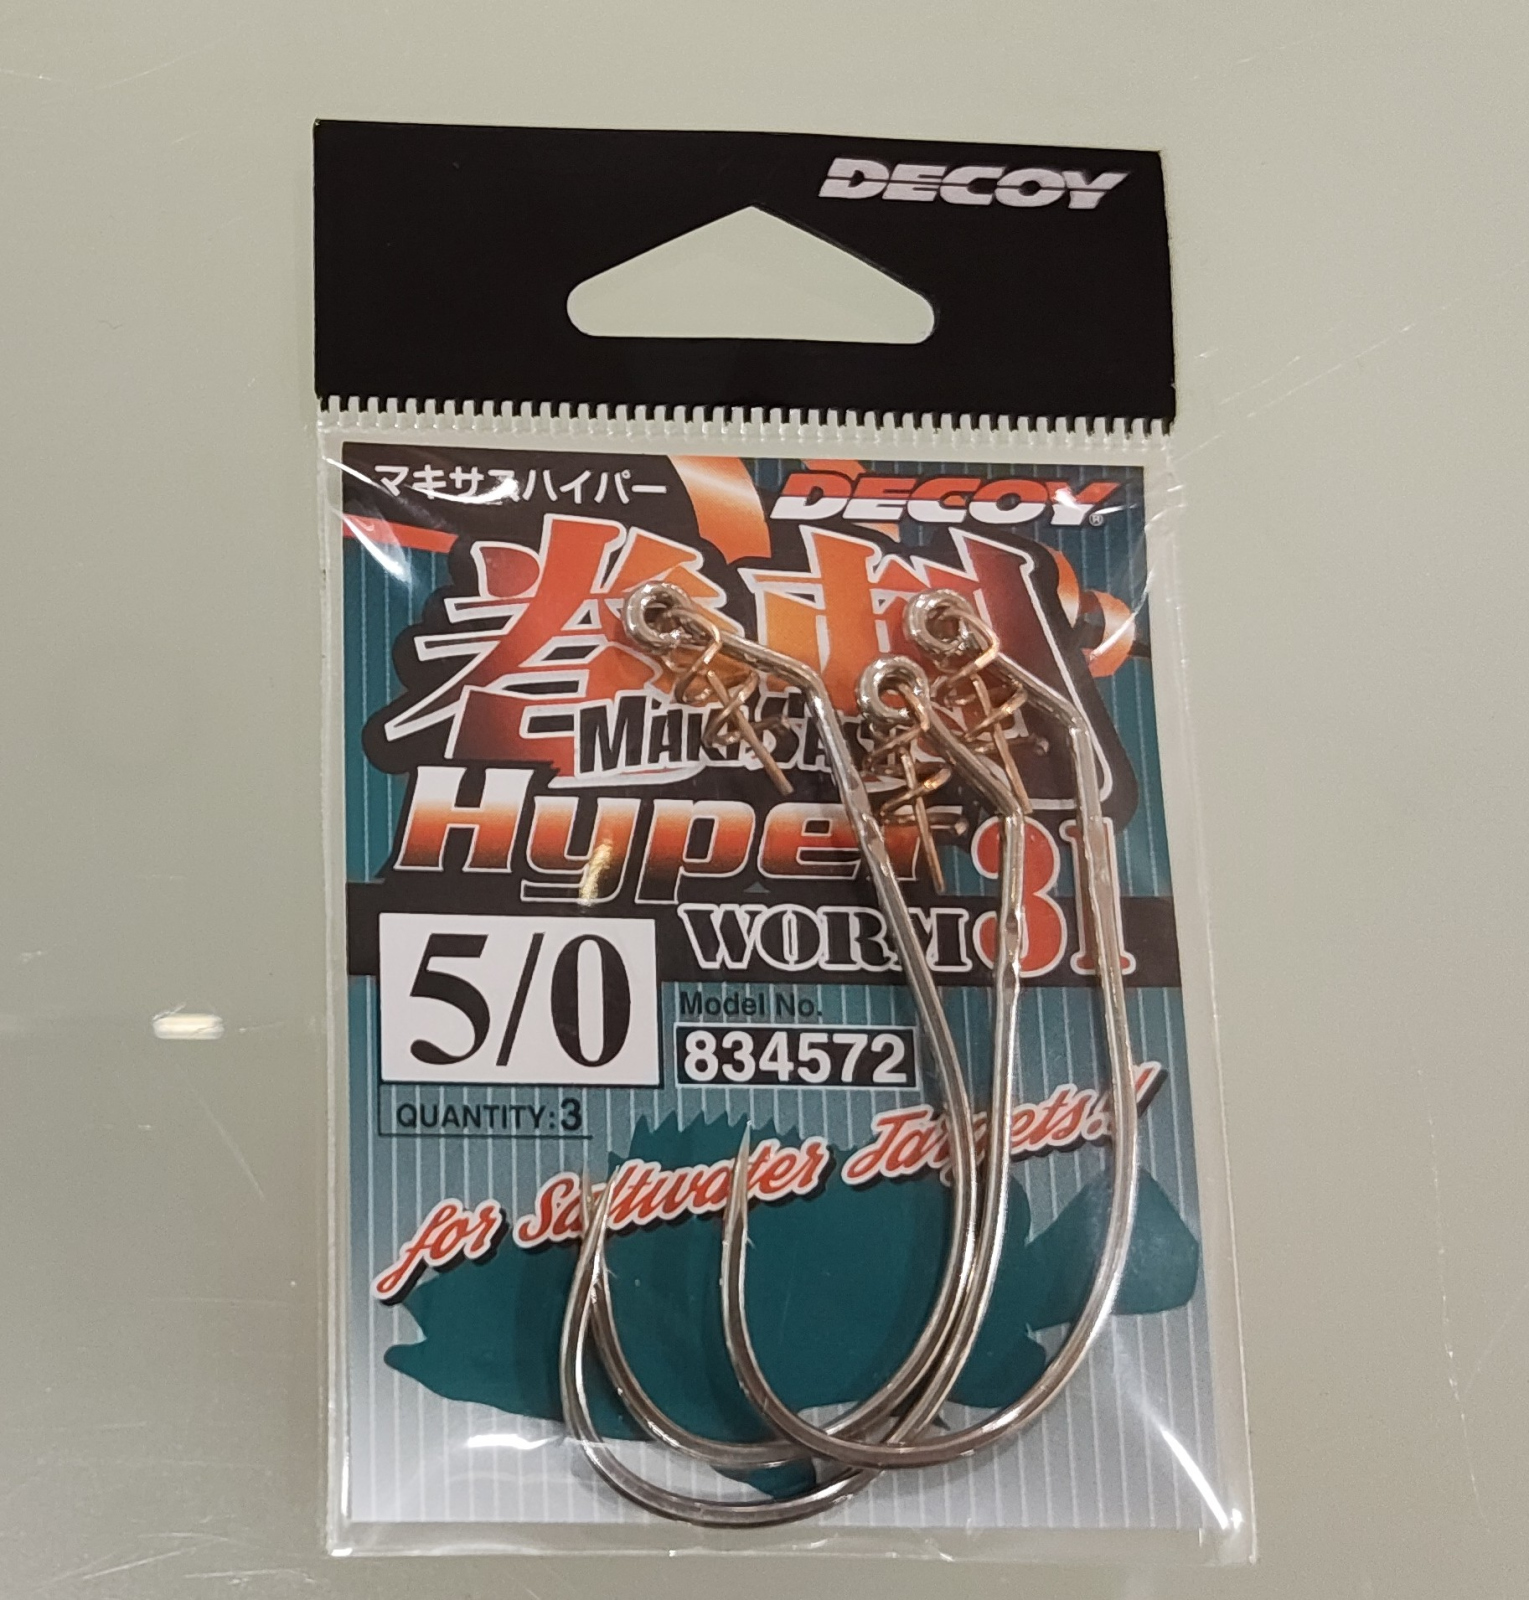 DECOY
マキサスハイパー
DECOY®
巻刺
MAKISAS
Hyper
WORM 31
5/0
Model No.
834572
QUANTITY:3
for Saltwater Targets!!